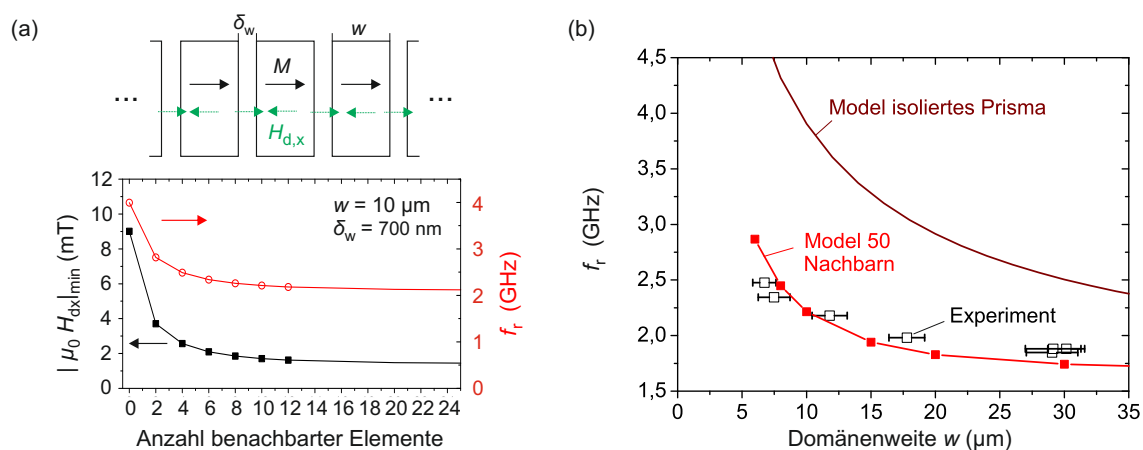 (a)
δw
w
M
...
...
Hd,x
12
10
8
6
4
2
0
| μ0 Hdx|min (mT)
w = 10 μm
δw = 700 nm
4
3
2
1
0
fr (GHz)
0 2 4 6 8 10 12 14 16 18 20 22 24
Anzahl benachbarter Elemente
(b)
4,5
4,0
3,5
3,0
2,5
2,0
1,5
fr (GHz)
Model isoliertes Prisma
Model 50
Nachbarn
Experiment
0 5 10 15 20 25 30 35
Domänenweite w (μm)